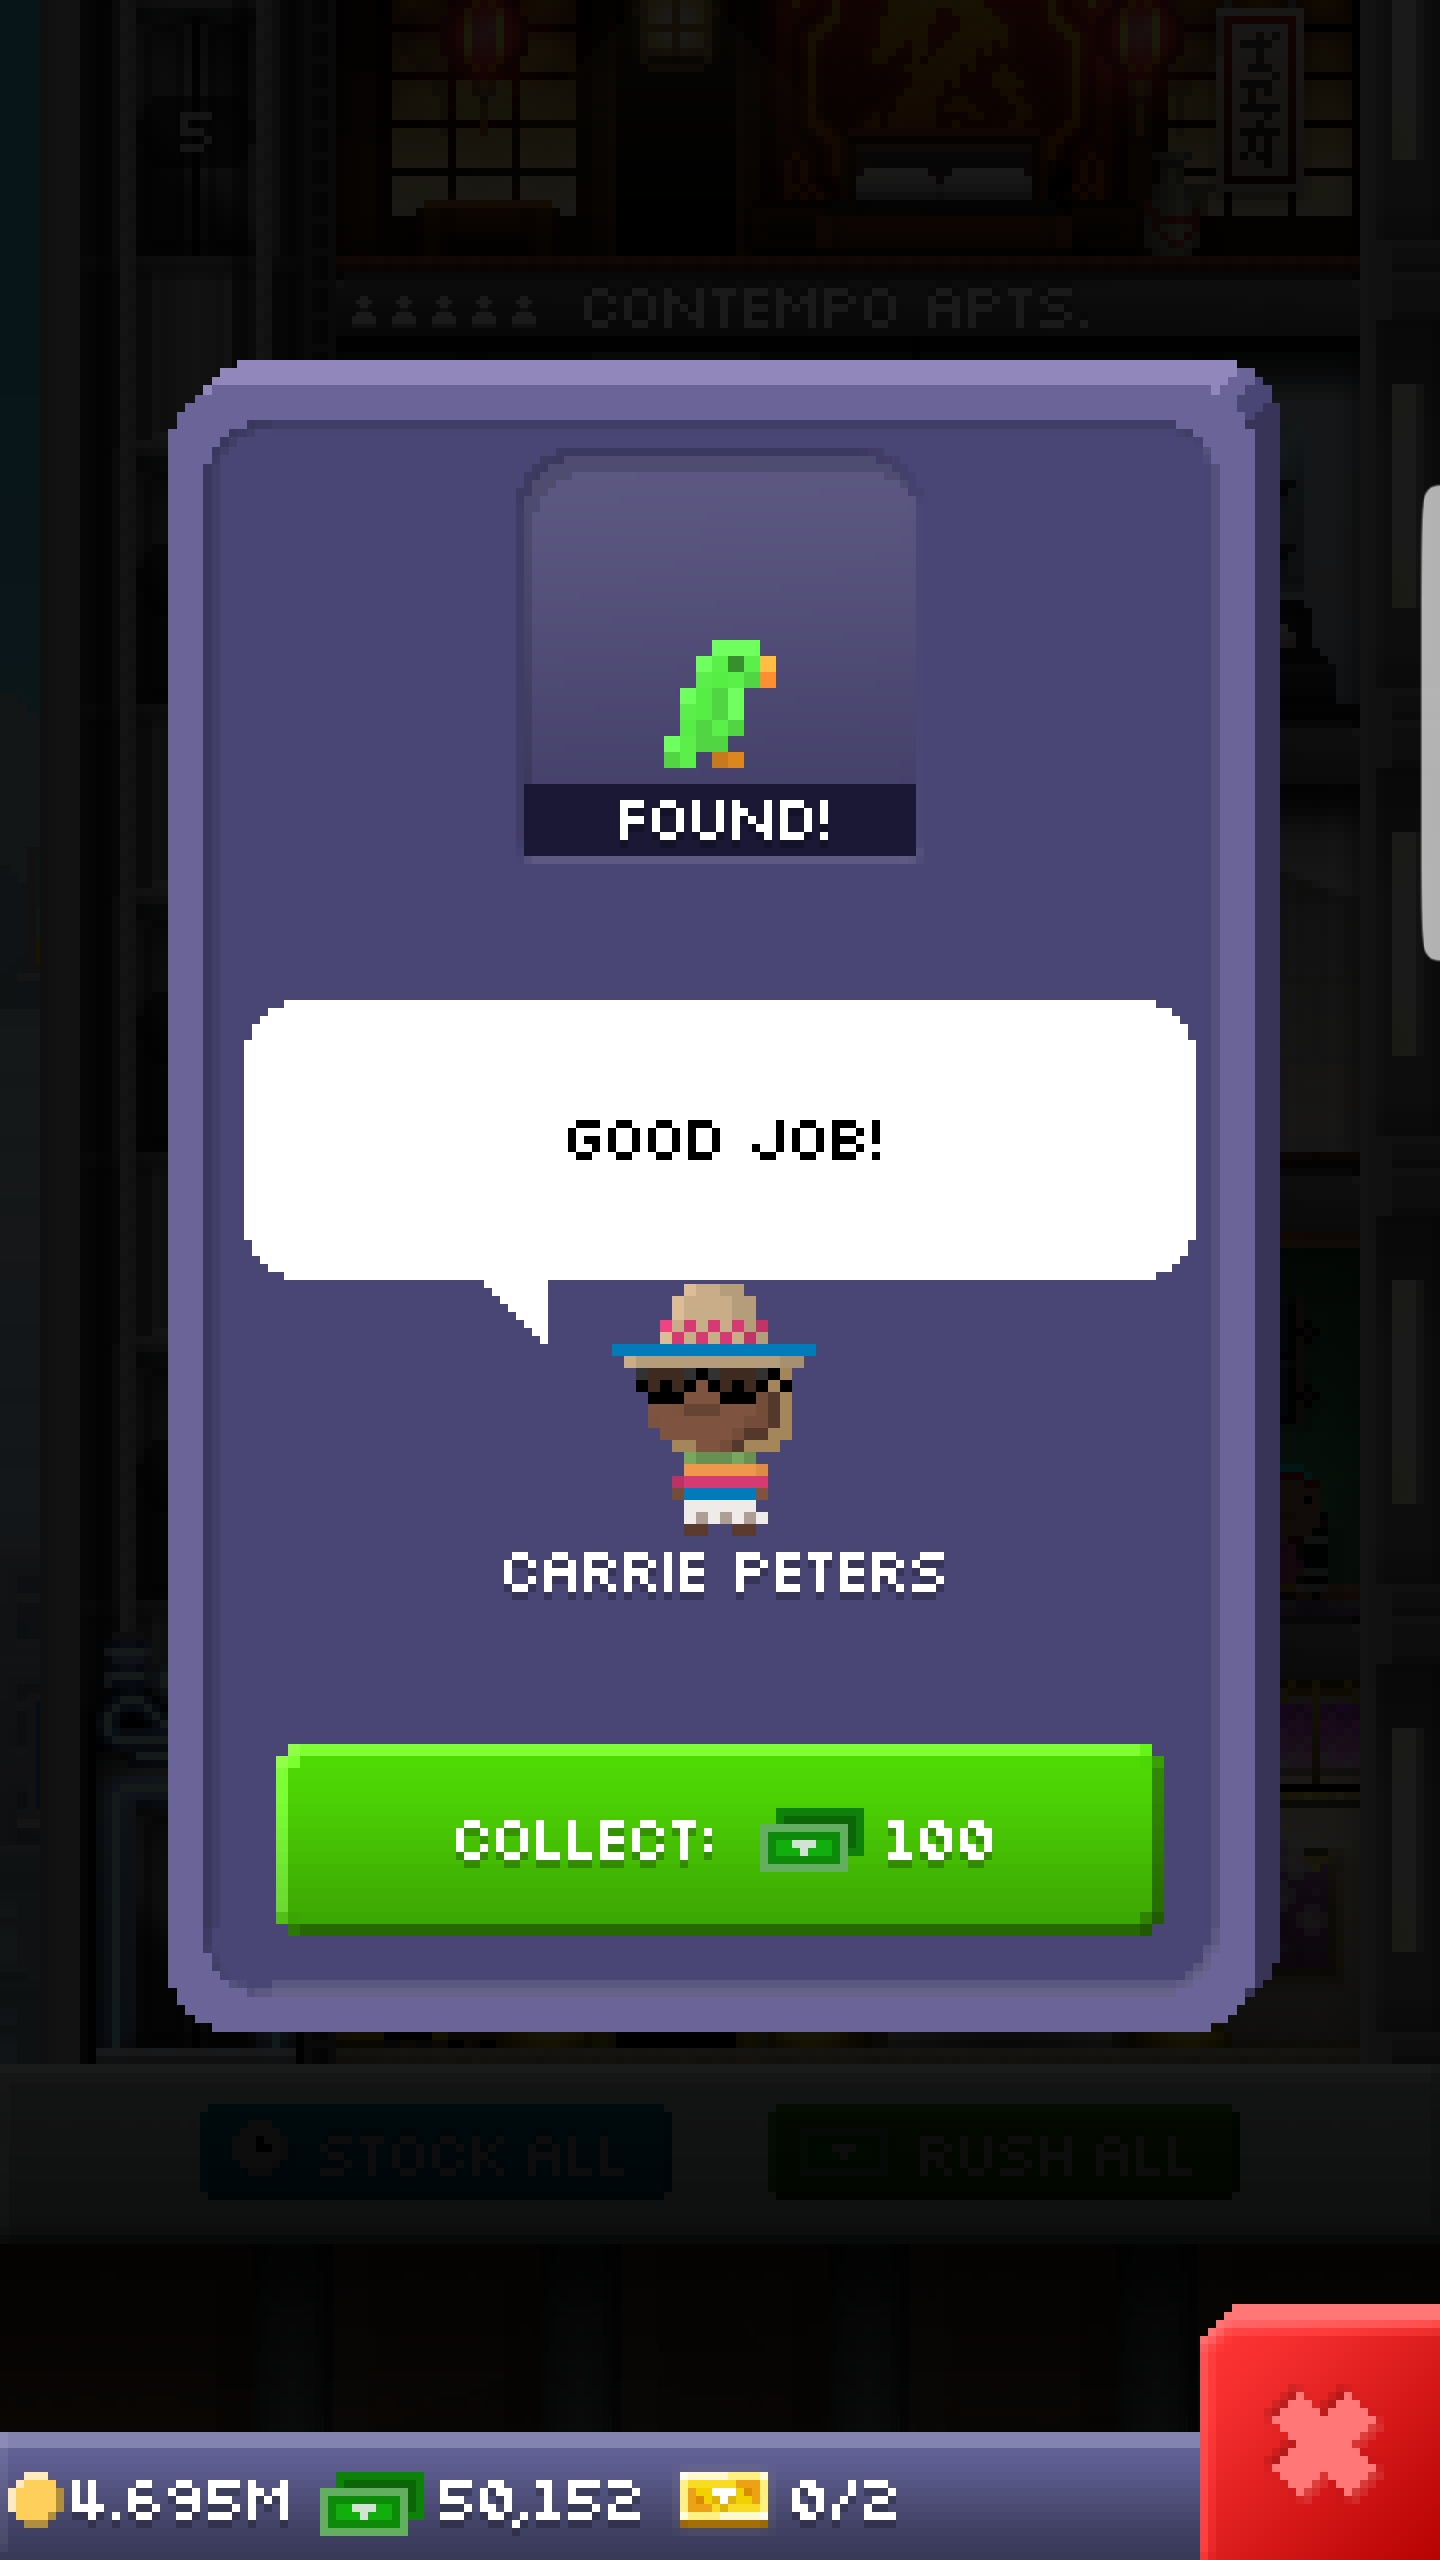 5
CONTEMPO APTS.
FOUND!
GOOD JOB!
CARRIE PETERS
COLLECT: 100
STOCK ALL
RUSH ALL
4.695M 50,152 0/2